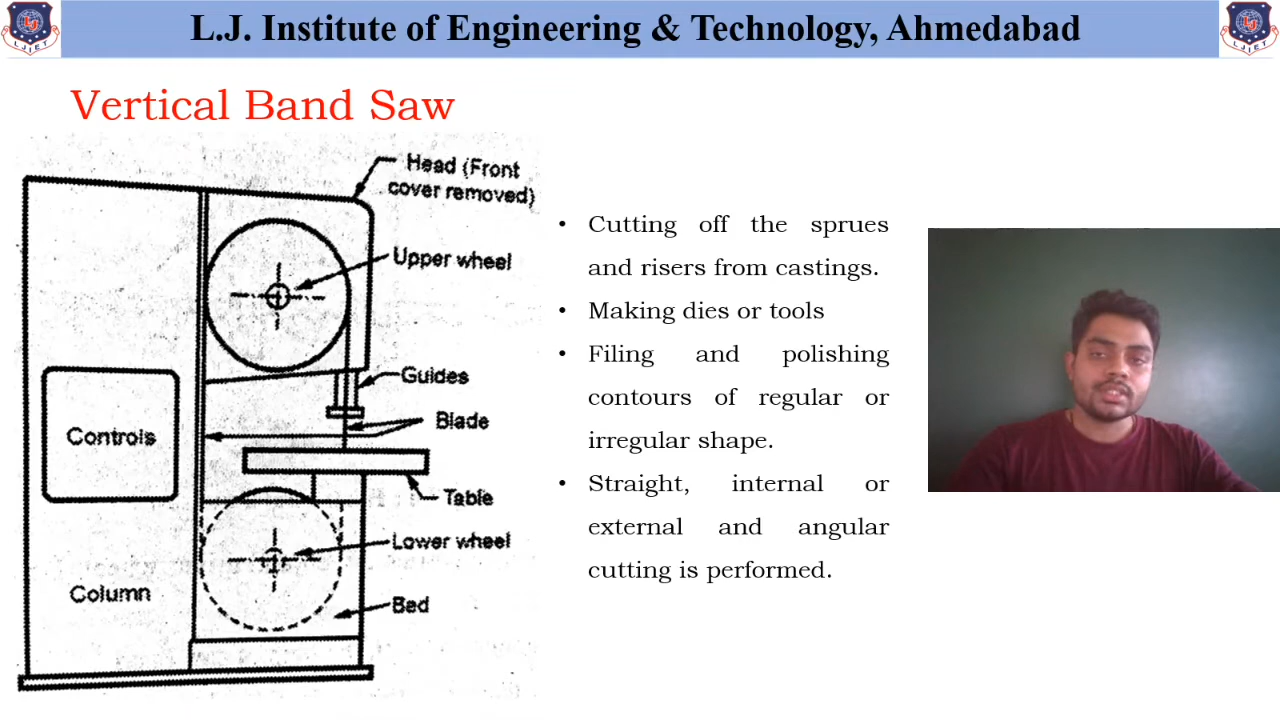 L.J. Institute of Engineering & Technology, Ahmedabad
LJIET
LJIET
Vertical Band Saw
Head (Front
cover removed)
Upper wheel
Guides
Controls
Blade
Table
Lower wheel
Column
Bed
• Cutting off the sprues
and risers from castings.
• Making dies or tools
• Filing and polishing
contours of regular or
irregular shape.
• Straight, internal or
external and angular
cutting is performed.